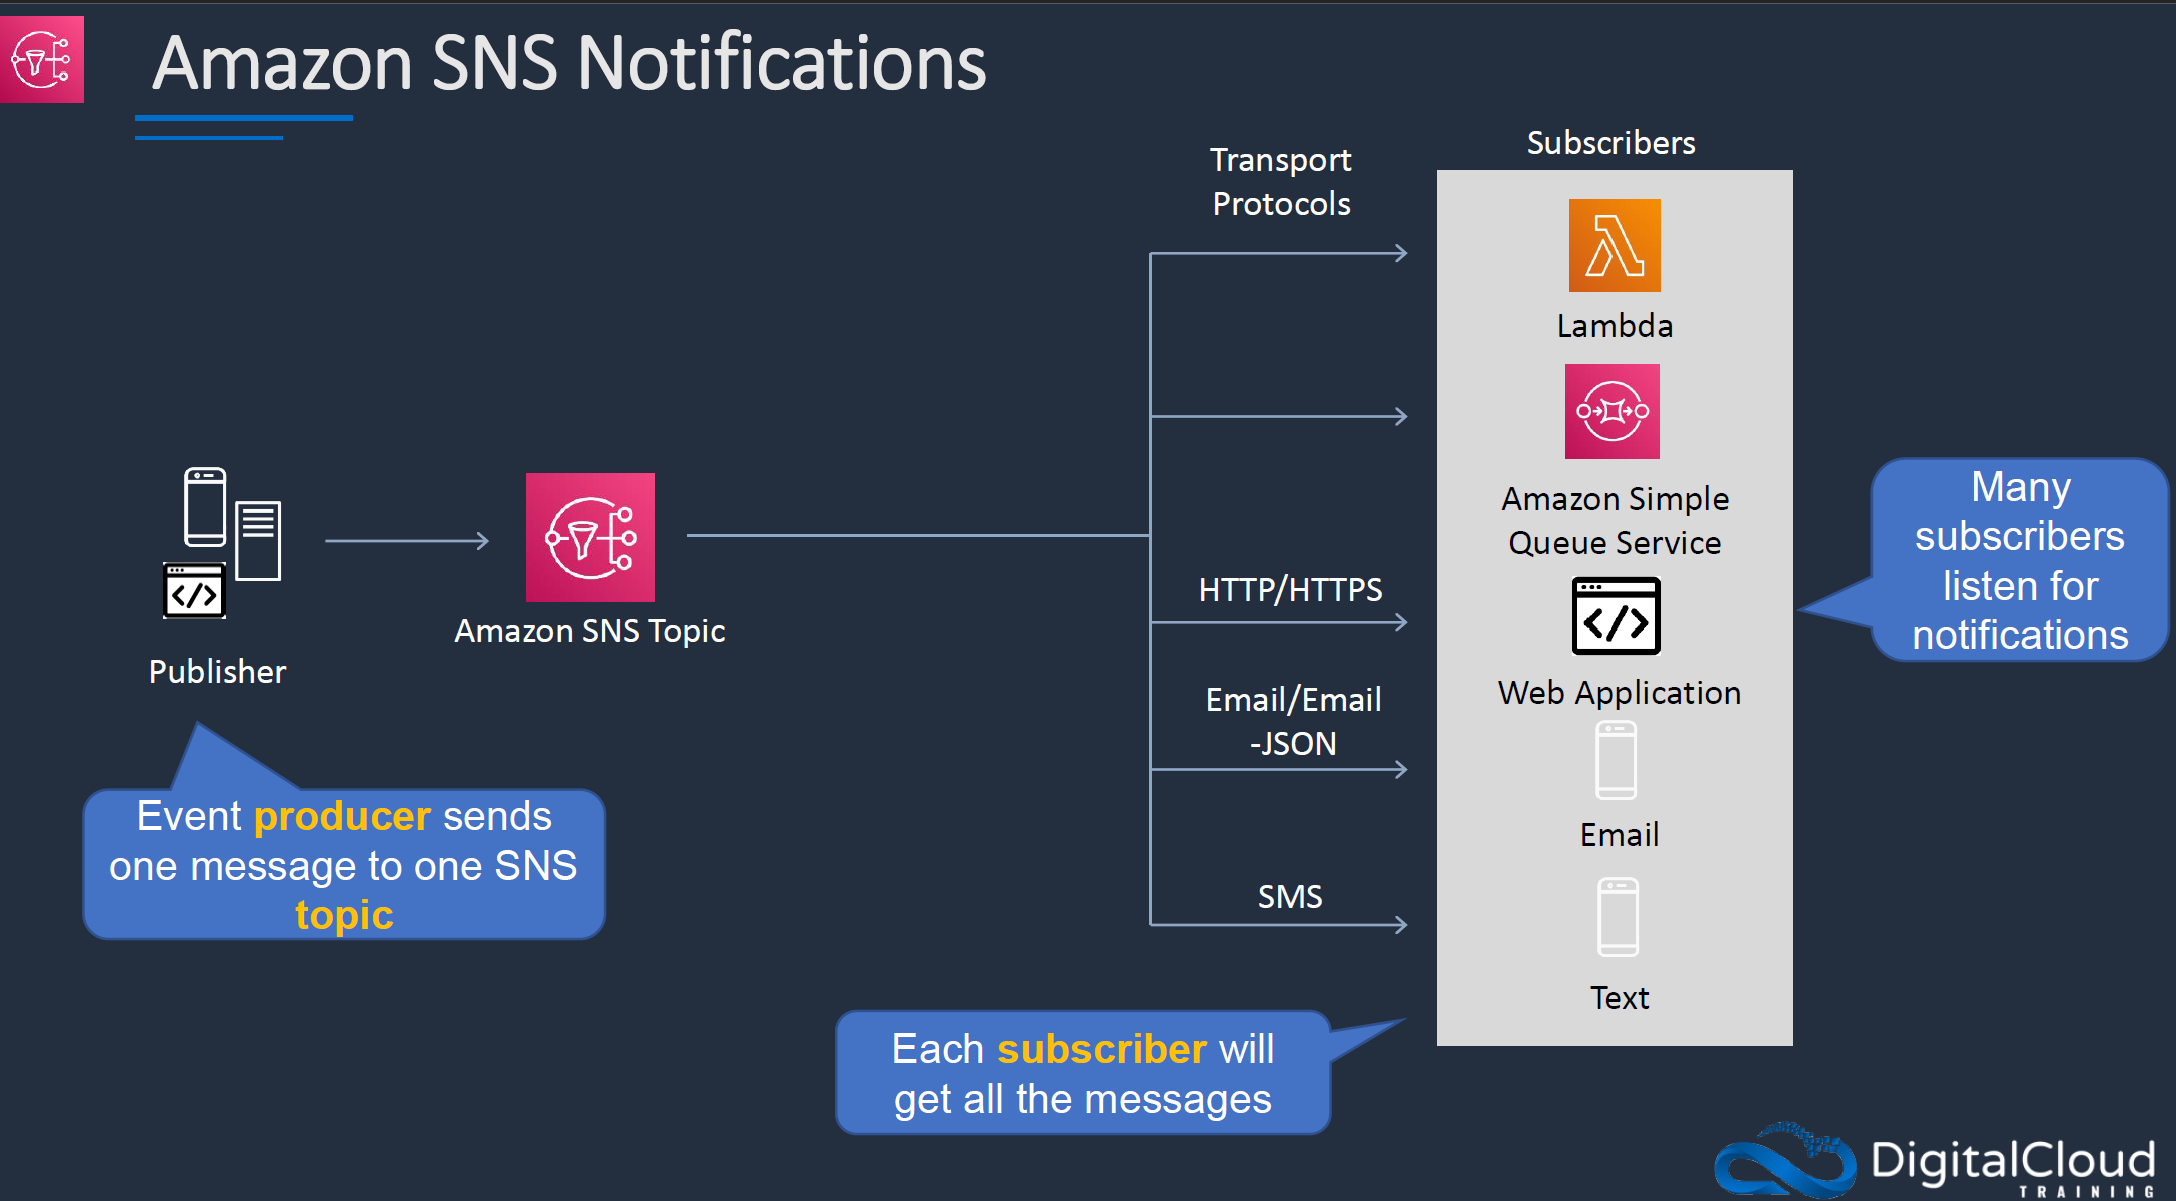 Amazon SNS Notifications
Transport
Protocols
Subscribers
Lambda
Amazon Simple
Queue Service
HTTP/HTTPS
Web Application
Email/Email
-JSON
Email
SMS
Text
Publisher
Amazon SNS Topic
Event producer sends
one message to one SNS
topic
Each subscriber will
get all the messages
Many
subscribers
listen for
notifications
DigitalCloud
TRAINING